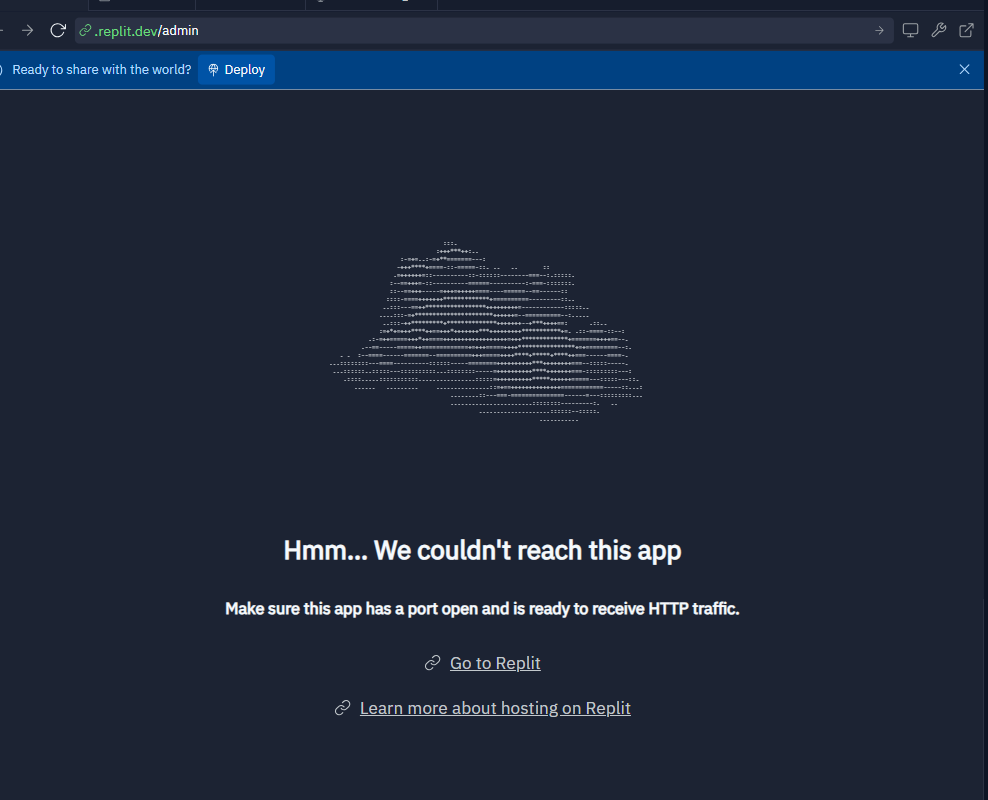 .replit.dev/admin
Ready to share with the world? Deploy
Hmm... We couldn't reach this app
Make sure this app has a port open and is ready to receive HTTP traffic.
Go to Replit
Learn more about hosting on Replit